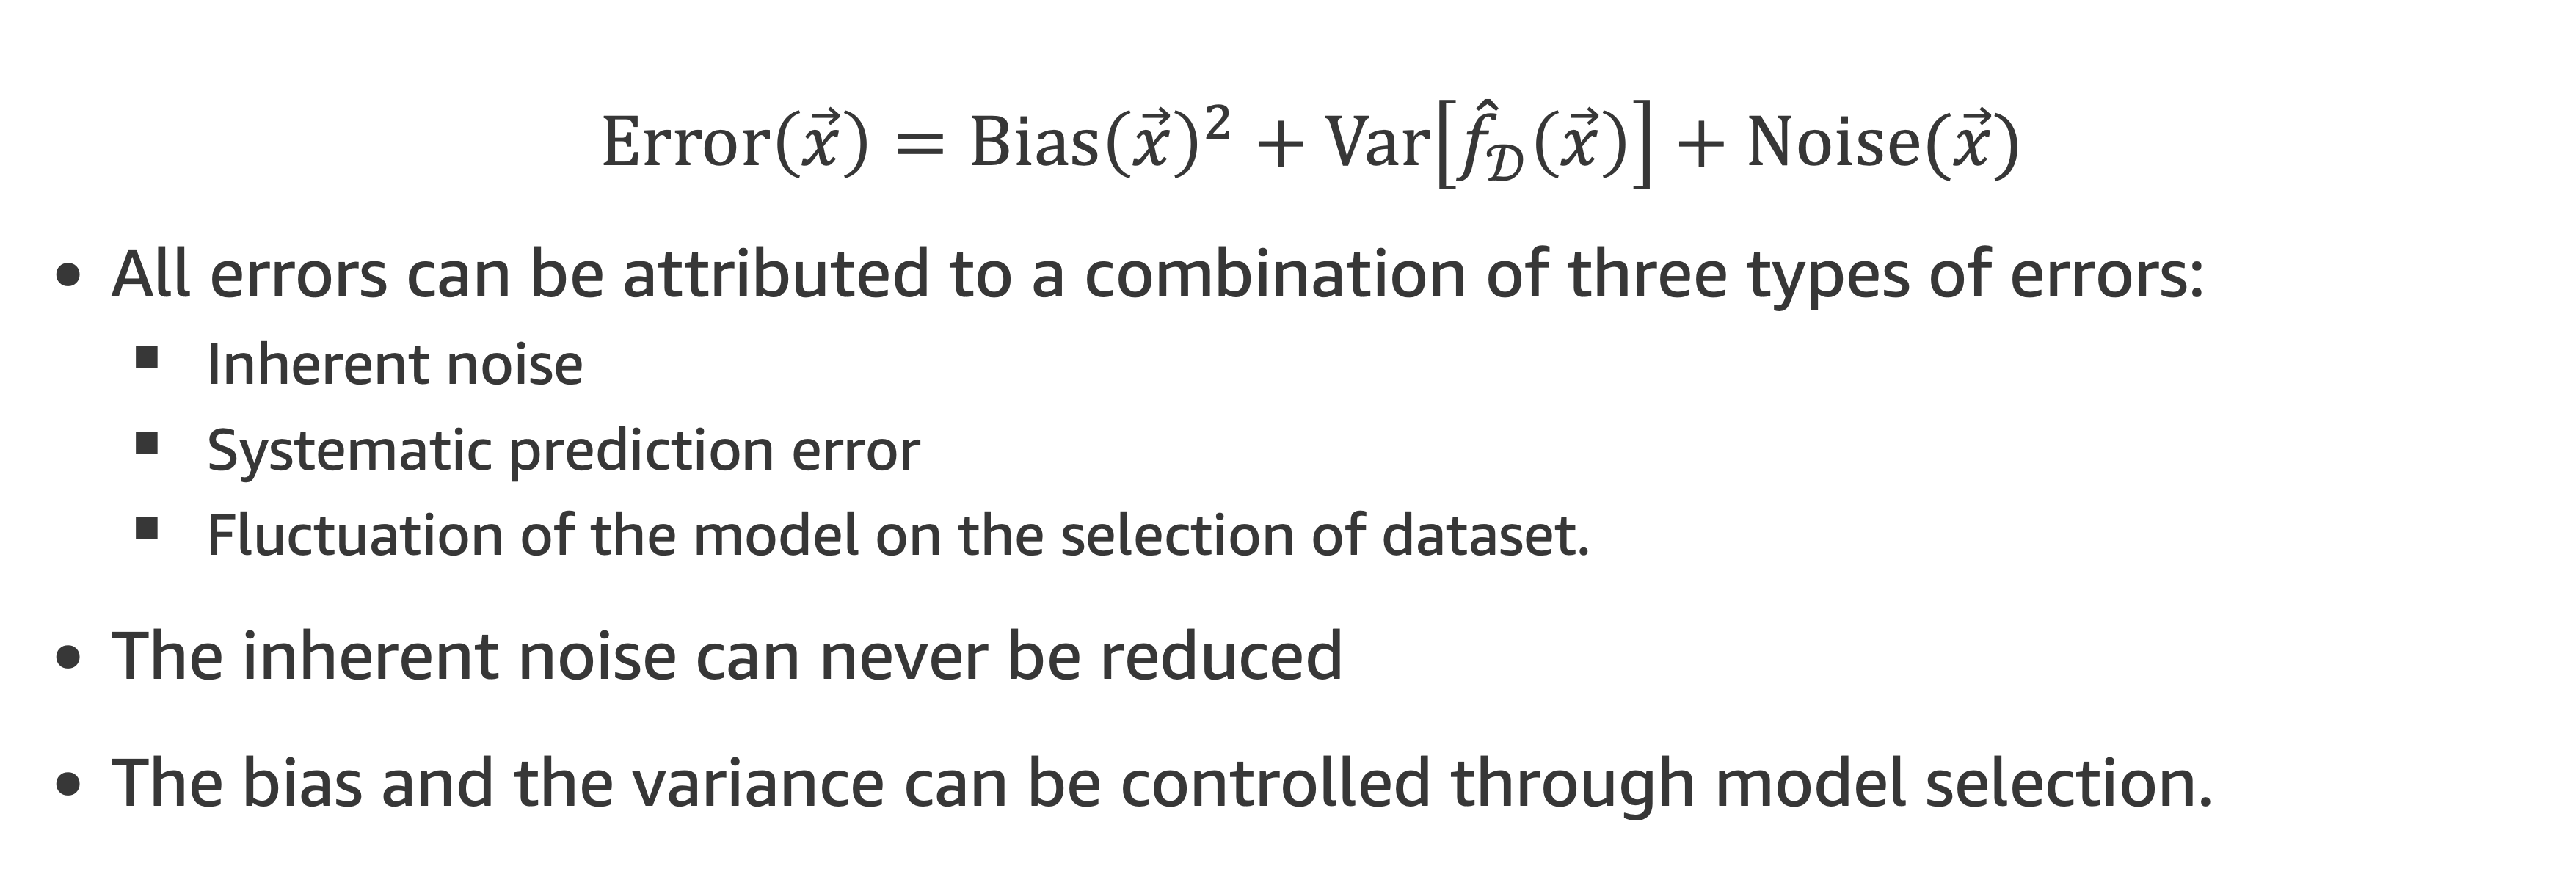 Error(x⃗) = Bias(x⃗)² + Var[f̂_𝒟(x⃗)] + Noise(x⃗)
• All errors can be attributed to a combination of three types of errors:
■ Inherent noise
■ Systematic prediction error
■ Fluctuation of the model on the selection of dataset.
• The inherent noise can never be reduced
• The bias and the variance can be controlled through model selection.